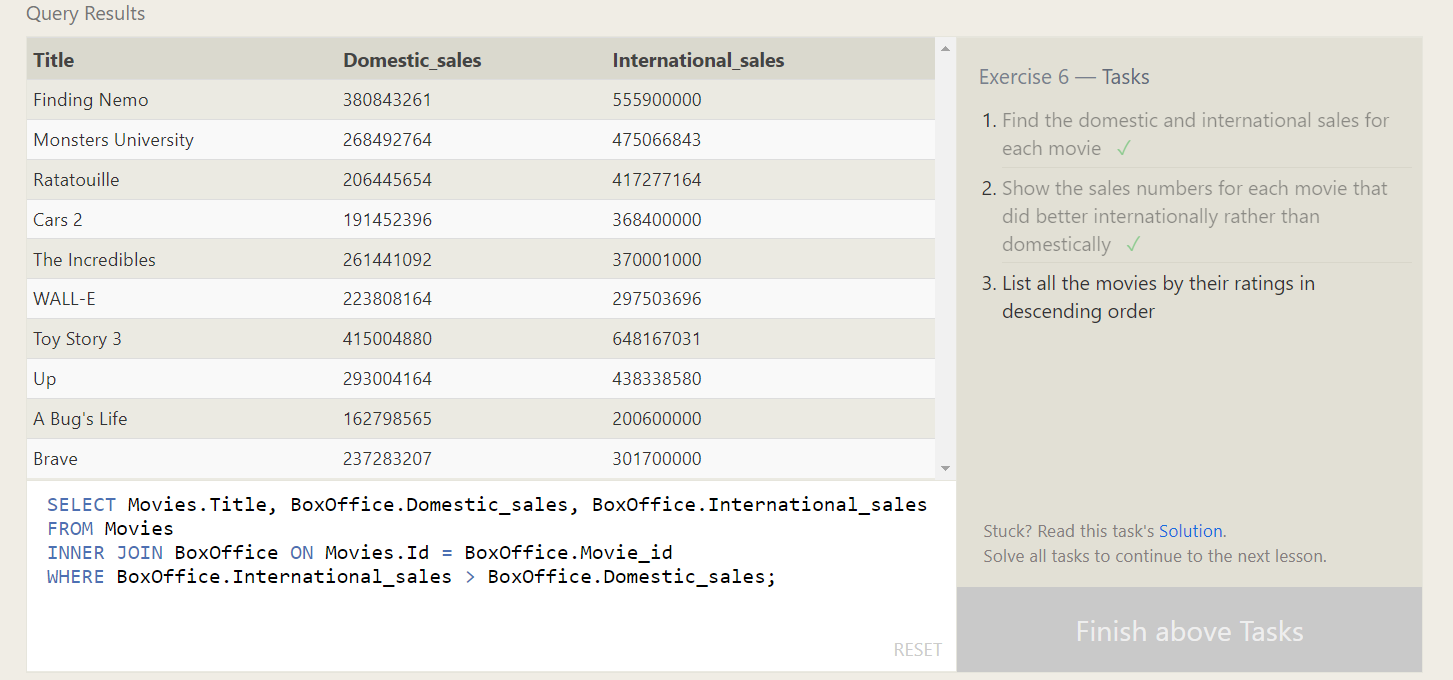 Query Results
Title Domestic_sales International_sales
Finding Nemo 380843261 555900000
Monsters University 268492764 475066843
Ratatouille 206445654 417277164
Cars 2 191452396 368400000
The Incredibles 261441092 370001000
WALL-E 223808164 297503696
Toy Story 3 415004880 648167031
Up 293004164 438338580
A Bug's Life 162798565 200600000
Brave 237283207 301700000
SELECT Movies.Title, BoxOffice.Domestic_sales, BoxOffice.International_sales
FROM Movies
INNER JOIN BoxOffice ON Movies.Id = BoxOffice.Movie_id
WHERE BoxOffice.International_sales > BoxOffice.Domestic_sales;
RESET
Exercise 6 — Tasks
1. Find the domestic and international sales for
each movie ✓
2. Show the sales numbers for each movie that
did better internationally rather than
domestically ✓
3. List all the movies by their ratings in
descending order
Stuck? Read this task's Solution.
Solve all tasks to continue to the next lesson.
Finish above Tasks